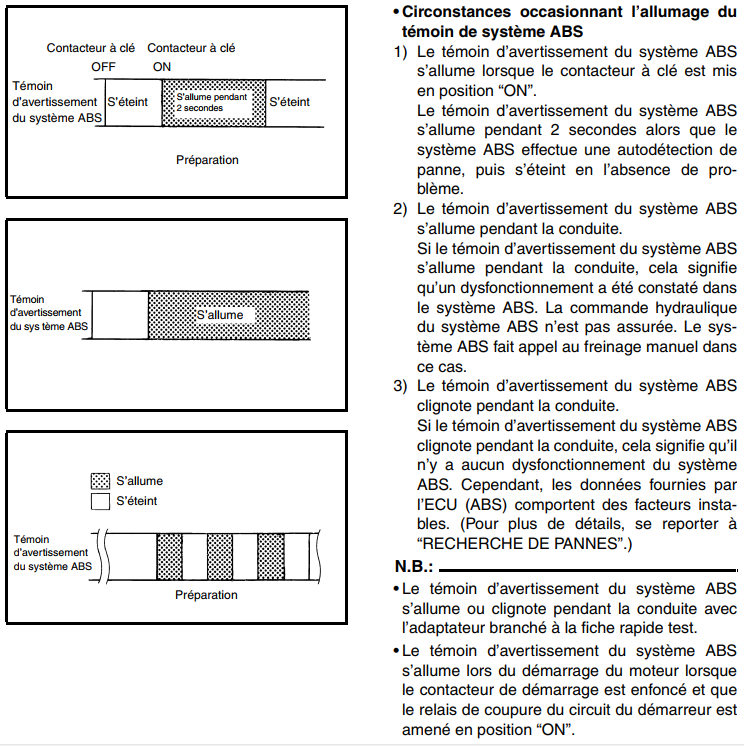 Contacteur à clé Contacteur à clé
OFF ON
Témoin
d'avertissement
du système ABS
S'éteint
S'allume pendant
2 secondes
S'éteint
Préparation
Témoin
d'avertissement
du sys tème ABS
S'allume
S'allume
S'éteint
Témoin
d'avertissement
du système ABS
Préparation
• Circonstances occasionnant l'allumage du
témoin de système ABS
1) Le témoin d'avertissement du système ABS
s'allume lorsque le contacteur à clé est mis
en position “ON”.
Le témoin d'avertissement du système ABS
s'allume pendant 2 secondes alors que le
système ABS effectue une autodétection de
panne, puis s'éteint en l'absence de pro-
blème.
2) Le témoin d'avertissement du système ABS
s'allume pendant la conduite.
Si le témoin d'avertissement du système ABS
s'allume pendant la conduite, cela signifie
qu'un dysfonctionnement a été constaté dans
le système ABS. La commande hydraulique
du système ABS n'est pas assurée. Le sys-
tème ABS fait appel au freinage manuel dans
ce cas.
3) Le témoin d'avertissement du système ABS
clignote pendant la conduite.
Si le témoin d'avertissement du système ABS
clignote pendant la conduite, cela signifie qu'il
n'y a aucun dysfonctionnement du système
ABS. Cependant, les données fournies par
l'ECU (ABS) comportent des facteurs insta-
bles. (Pour plus de détails, se reporter à
“RECHERCHE DE PANNES”.)
N.B.:
• Le témoin d'avertissement du système ABS
s'allume ou clignote pendant la conduite avec
l'adaptateur branché à la fiche rapide test.
• Le témoin d'avertissement du système ABS
s'allume lors du démarrage du moteur lorsque
le contacteur de démarrage est enfoncé et que
le relais de coupure du circuit du démarreur est
amené en position “ON”.